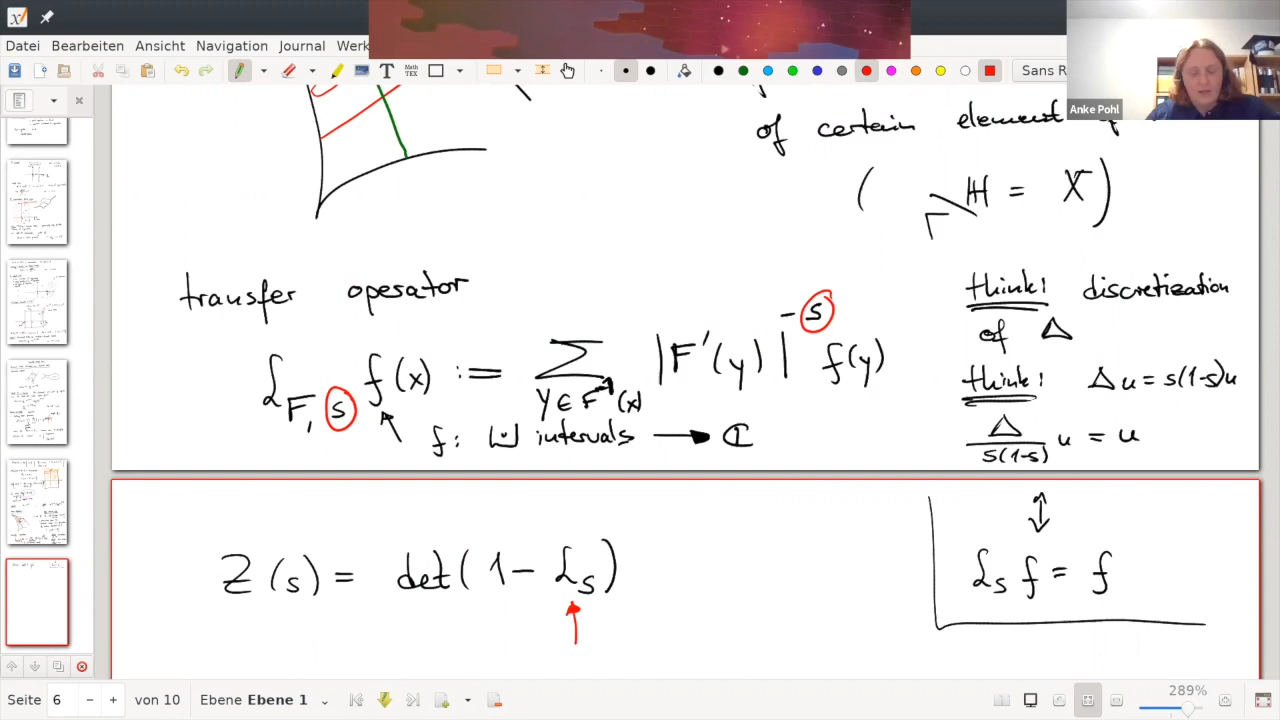 Datei Bearbeiten Ansicht Navigation Journal Werk
Sans R
Anke Pohl
of certain element
( Γ\ℍ = X )
transfer operator
ℒ_{F, s} f(x) := ∑_{y ∈ F⁻¹(x)} |F'(y)|^{-s} f(y)
f: ⨆ intervals → ℂ
think: discretization
of Δ
think: Δu = s(1-s)u
Δ/s(1-s) u = u
↕
ℒ_s f = f
Z(s) = det(1 - ℒ_s)
Seite 6 von 10 Ebene Ebene 1 289%